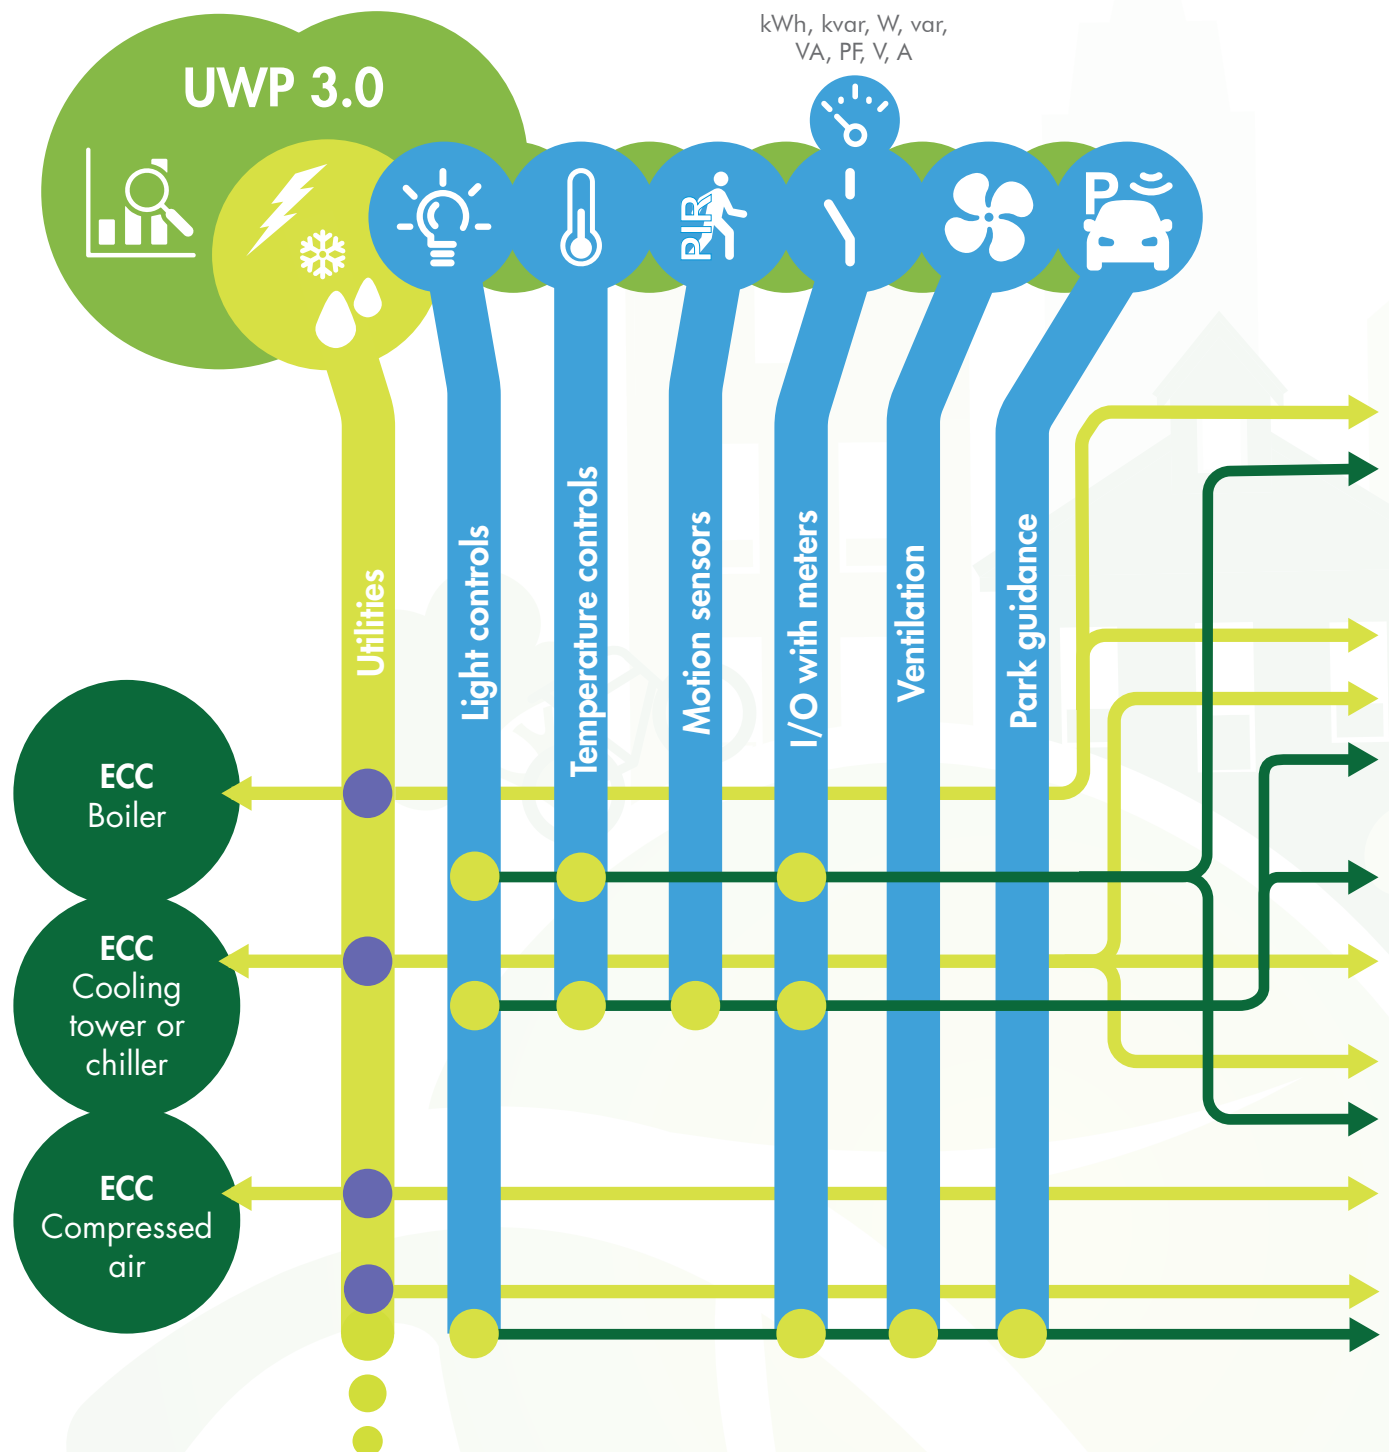 kWh, kvar, W, var,
VA, PF, V, A
UWP 3.0
PIR
P
Utilities
Light controls
Temperature controls
Motion sensors
I/O with meters
Ventilation
Park guidance
ECC
Boiler
ECC
Cooling
tower or
chiller
ECC
Compressed
air